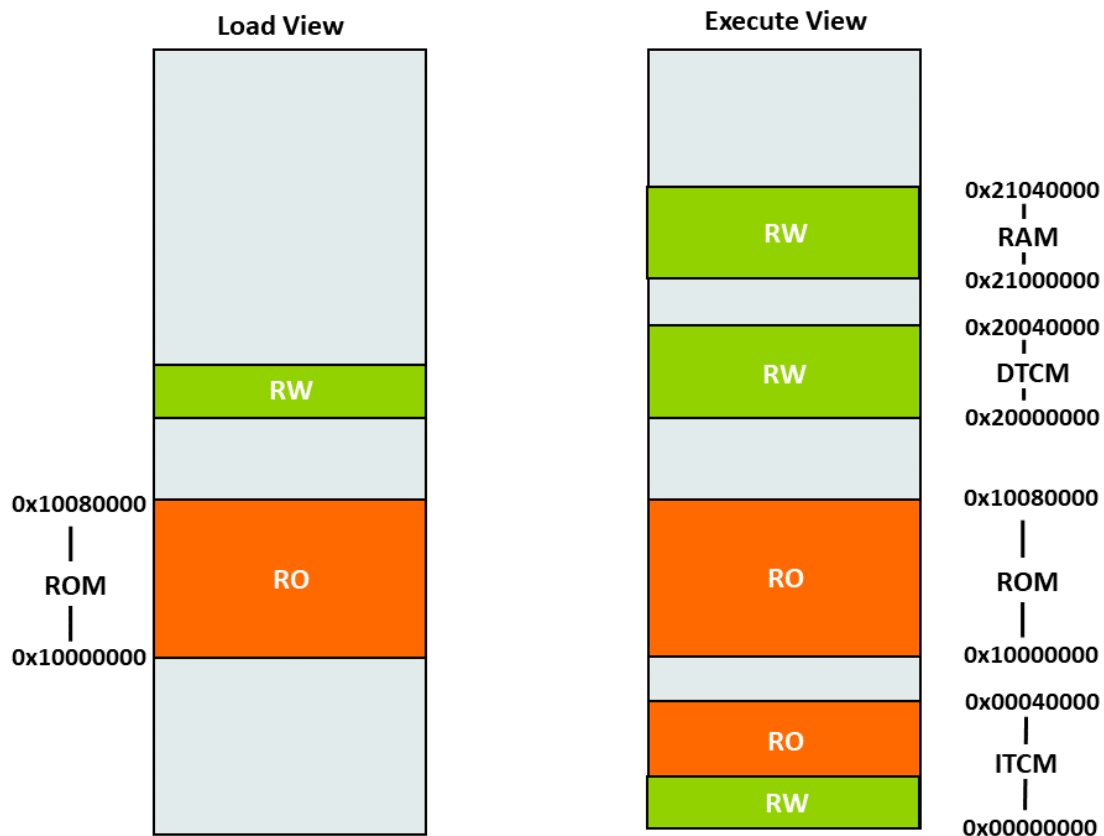 Load View
RW
0x10080000
ROM
RO
0x10000000
Execute View
0x21040000
RW
RAM
0x21000000
0x20040000
RW
DTCM
0x20000000
0x10080000
RO
ROM
0x10000000
0x00040000
RO
ITCM
RW
0x00000000